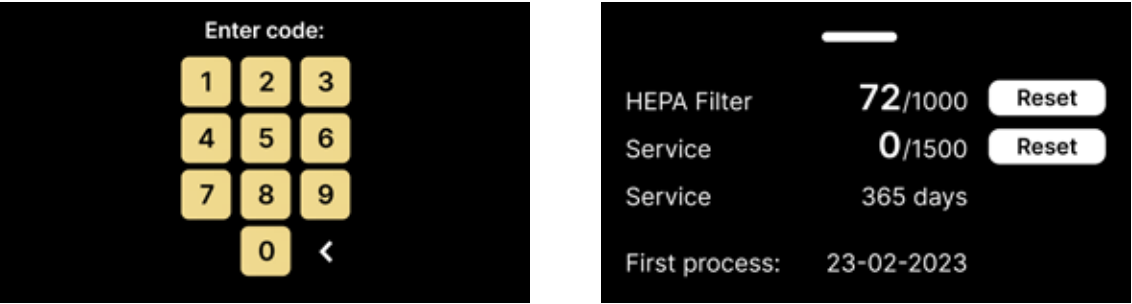 Enter code:
1 2 3
4 5 6
7 8 9
0 <
HEPA Filter 72/1000 Reset
Service 0/1500 Reset
Service 365 days
First process: 23-02-2023